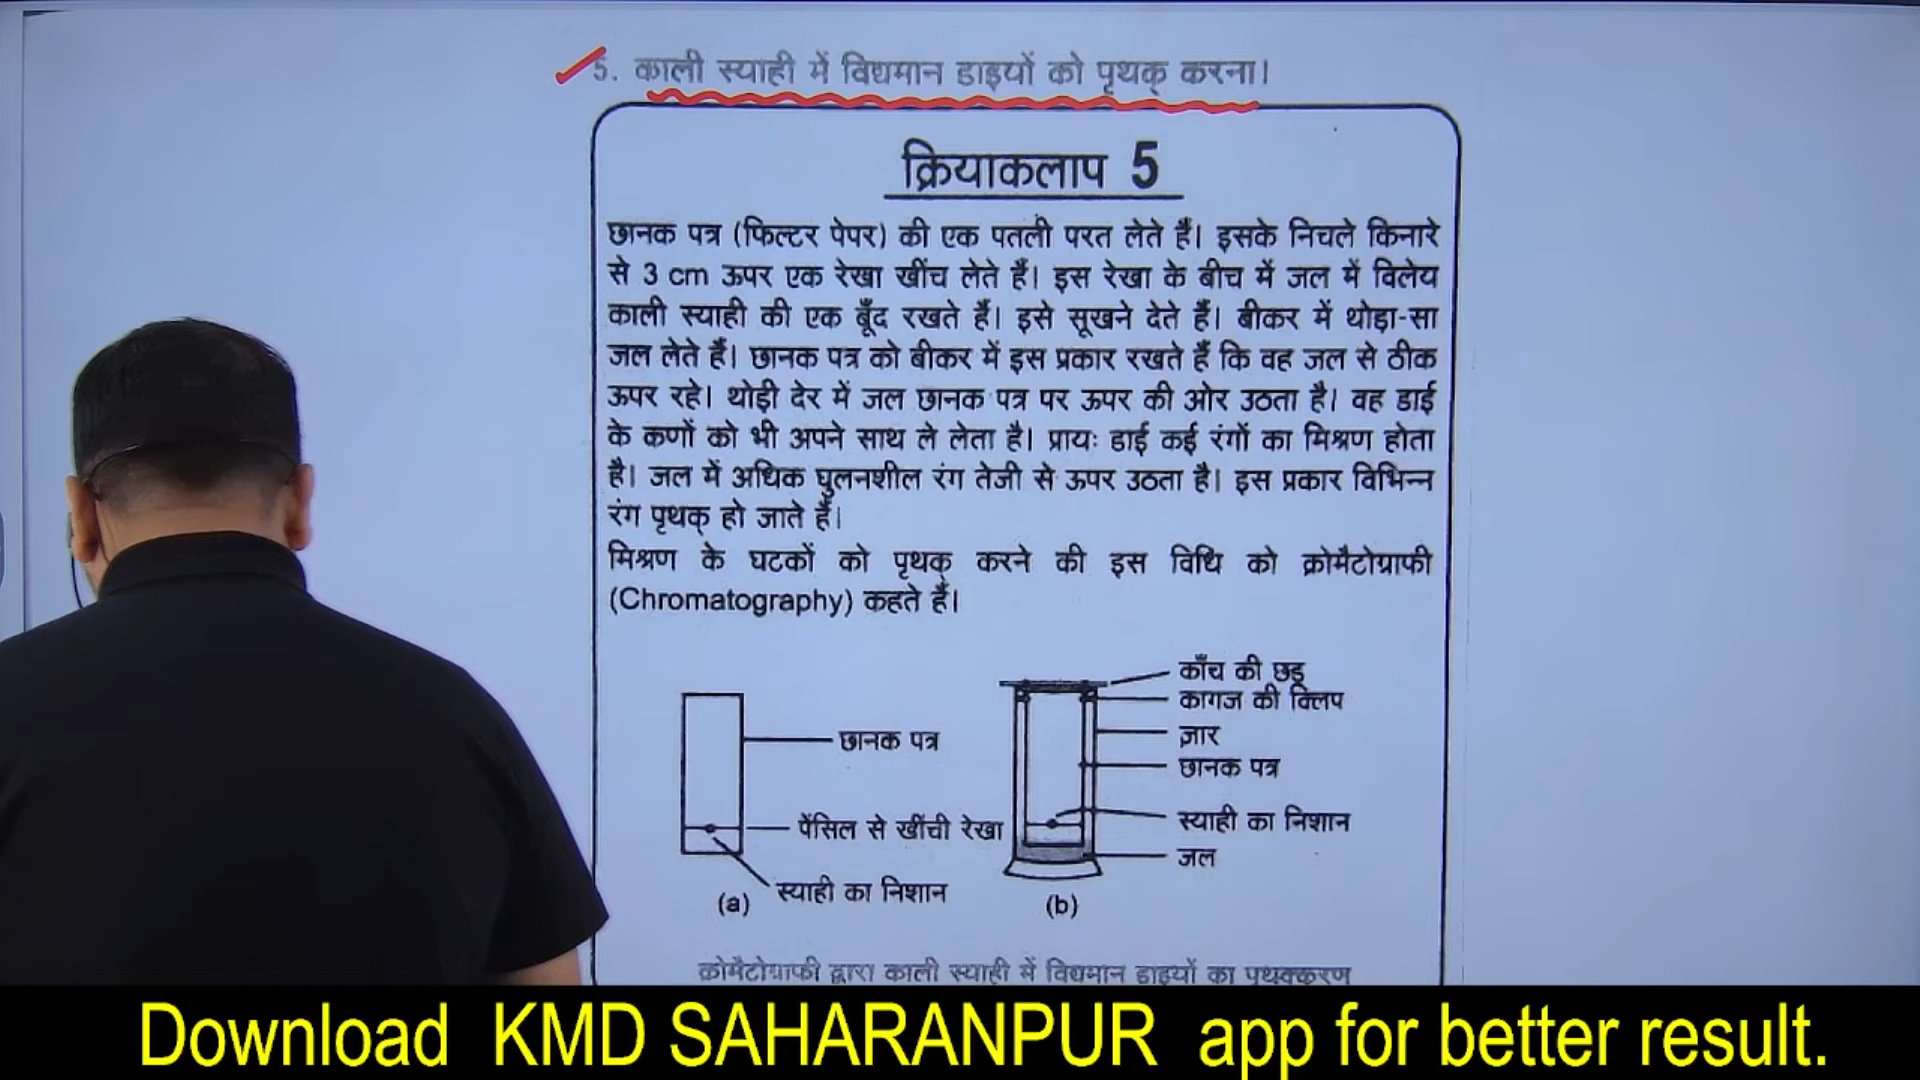 5. काली स्याही में विद्यमान डाइयों को पृथक् करना।
क्रियाकलाप 5
छानक पत्र (फिल्टर पेपर) की एक पतली परत लेते हैं। इसके निचले किनारे
से 3 cm ऊपर एक रेखा खींच लेते हैं। इस रेखा के बीच में जल में विलेय
काली स्याही की एक बूँद रखते हैं। इसे सूखने देते हैं। बीकर में थोड़ा-सा
जल लेते हैं। छानक पत्र को बीकर में इस प्रकार रखते हैं कि वह जल से ठीक
ऊपर रहे। थोड़ी देर में जल छानक पत्र पर ऊपर की ओर उठता है। वह डाई
के कणों को भी अपने साथ ले लेता है। प्रायः डाई कई रंगों का मिश्रण होता
है। जल में अधिक घुलनशील रंग तेजी से ऊपर उठता है। इस प्रकार विभिन्न
रंग पृथक् हो जाते हैं।
मिश्रण के घटकों को पृथक् करने की इस विधि को क्रोमैटोग्राफी
(Chromatography) कहते हैं।
छानक पत्र
पेंसिल से खींची रेखा
स्याही का निशान
(a)
काँच की छड़
कागज की क्लिप
जार
छानक पत्र
स्याही का निशान
जल
(b)
क्रोमैटोग्राफी द्वारा काली स्याही में विद्यमान डाइयों का पृथक्करण
Download KMD SAHARANPUR app for better result.